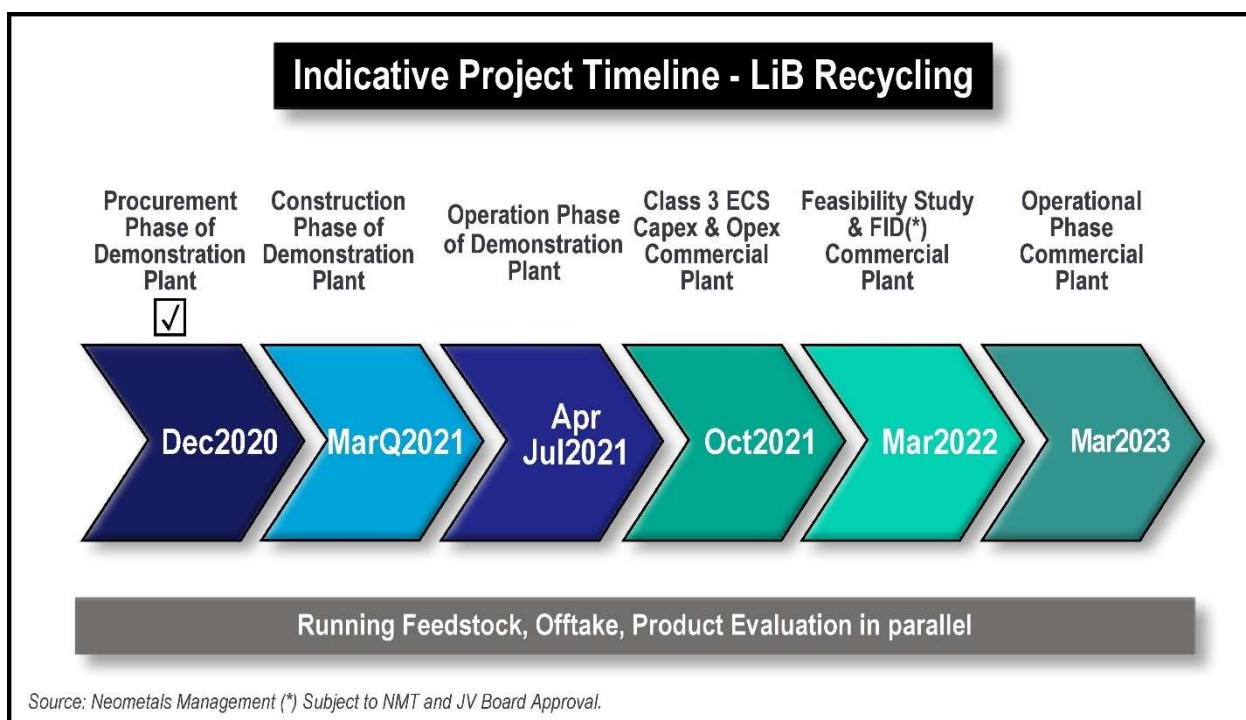 Indicative Project Timeline - LiB Recycling
Procurement
Phase of
Demonstration
Plant
√
Construction
Phase of
Demonstration
Plant
Operation Phase
of Demonstration
Plant
Class 3 ECS
Capex & Opex
Commercial
Plant
Feasibility Study
& FID(*)
Commercial
Plant
Operational
Phase
Commercial
Plant
Dec2020
MarQ2021
Apr
Jul2021
Oct2021
Mar2022
Mar2023
Running Feedstock, Offtake, Product Evaluation in parallel
Source: Neometals Management (*) Subject to NMT and JV Board Approval.